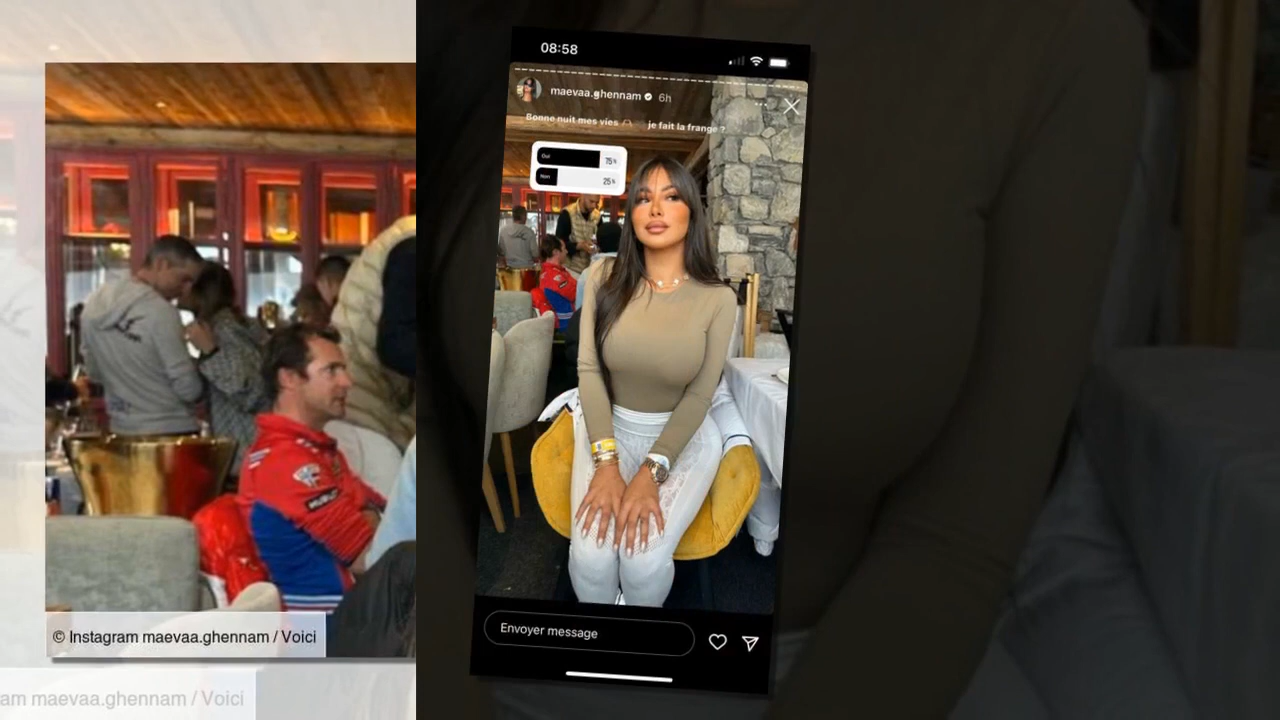 © Instagram maevaa.ghennam / Voici
am maevaa.ghennam / Voici
08:58
maevaa.ghennam 6h
Bonne nuit mes vies je fait la frange ?
Oui 75%
Non 25%
Envoyer message